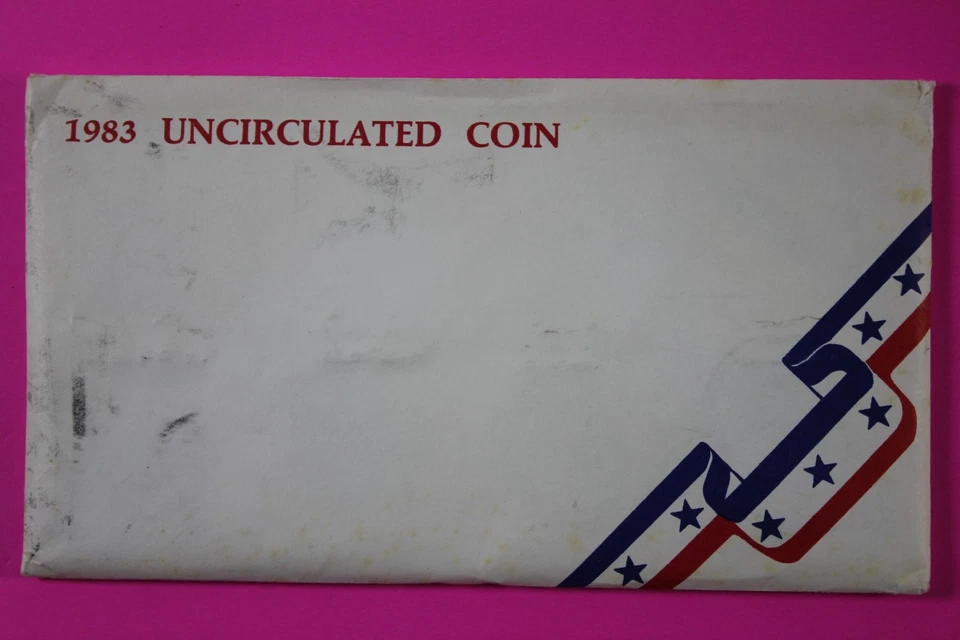 1983 UNCIRCULATED COIN